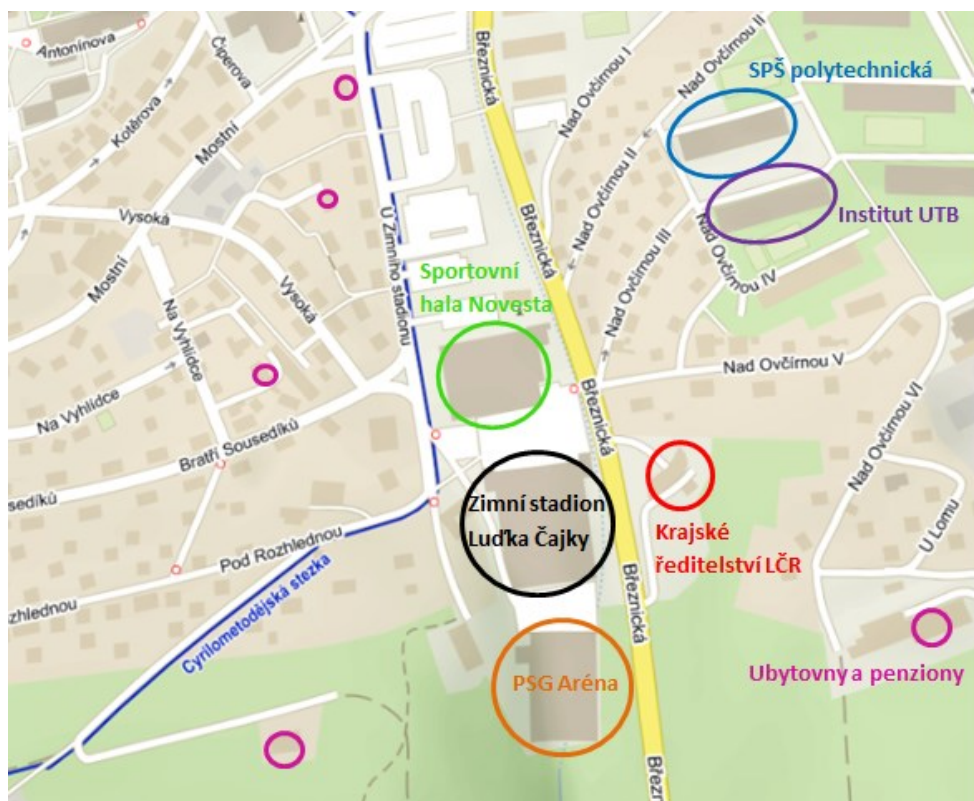 Antonínova
Čiperova
Kotěrova
Mostní
Březnická
Nad Ovčírnou I
Nad Ovčírnou II
SPŠ polytechnická
Nad Ovčírnou II
Institut UTB
Vysoká
Mostní
U Zimního stadionu
Březnická
Nad Ovčírnou III
Nad Ovčírnou IV
Vysoká
Na Vyhlídce
Sportovní
hala Novesta
Nad Ovčírnou V
Na Vyhlídce
Bratří Sousedíků
Březnická
Nad Ovčírnou VI
sedíků
Zimní stadion
Luďka Čajky
Krajské
ředitelství LČR
U Lomu
Pod Rozhlednou
zhlednou
Cyrilometodějská stezka
Březnická
PSG Aréna
Ubytovny a penziony
Březnická